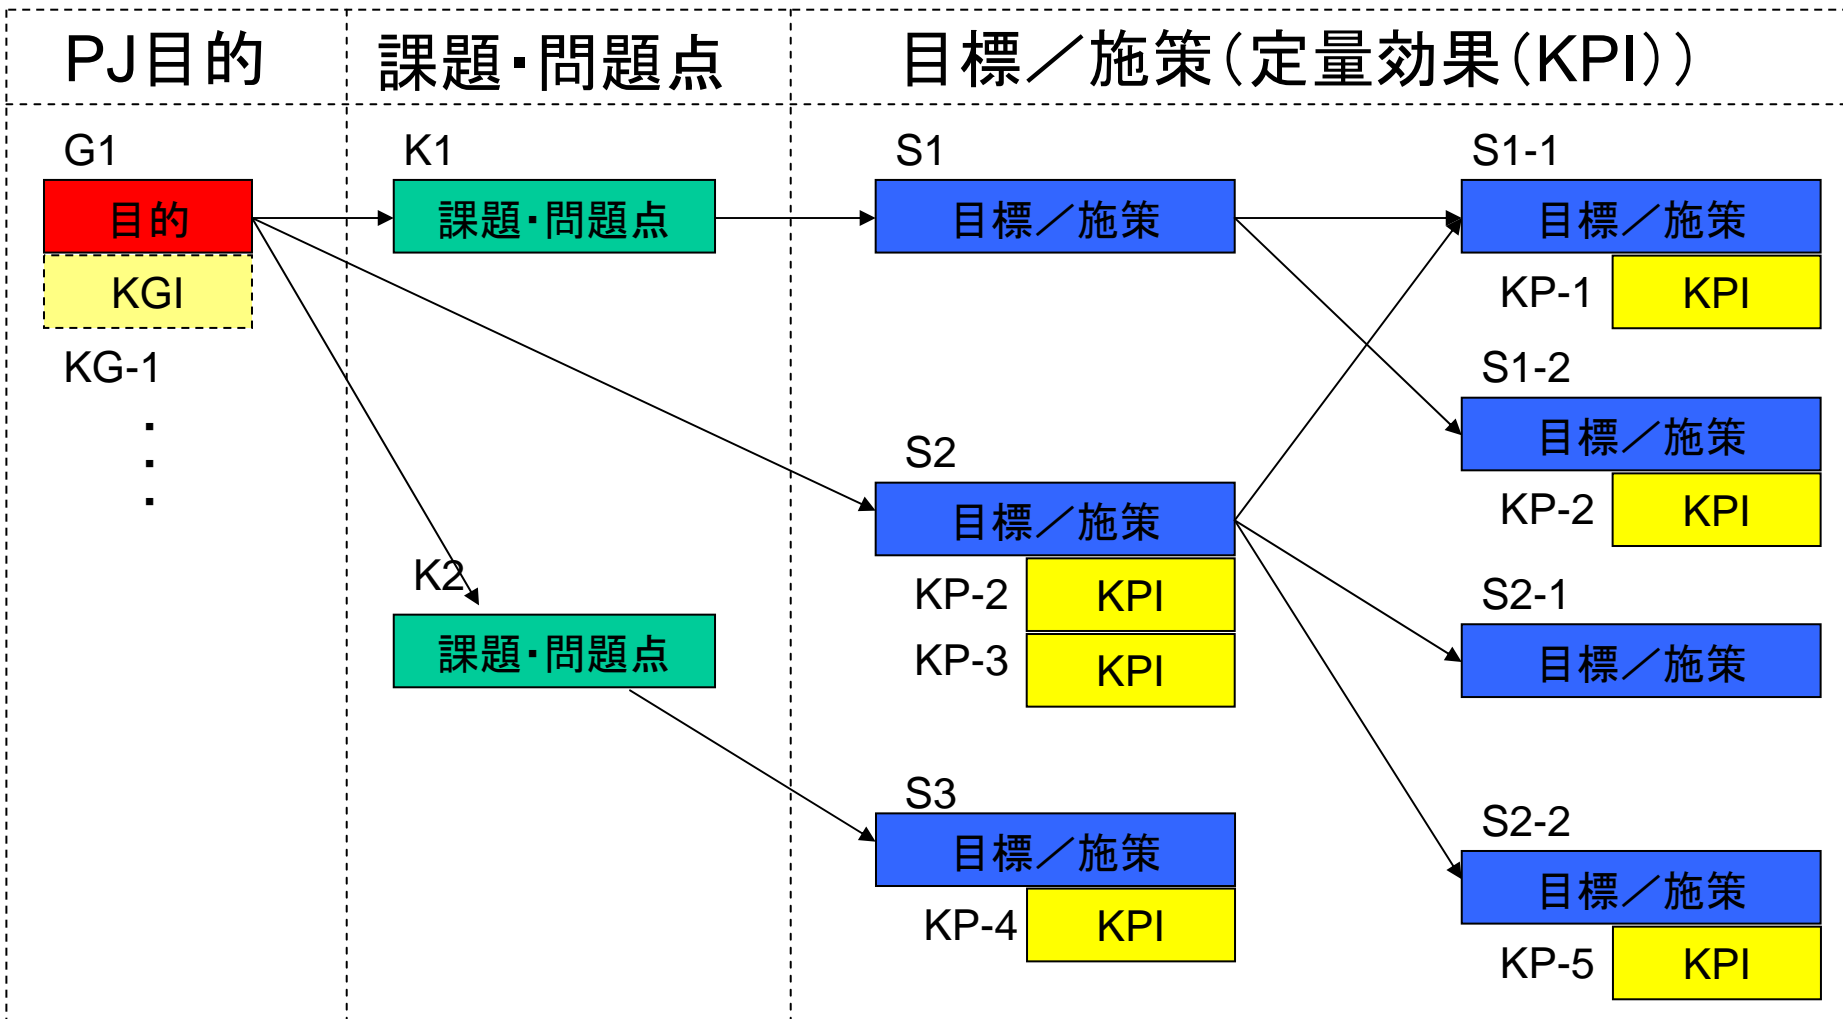 PJ目的
課題・問題点
目標／施策(定量効果(KPI))
G1
目的
KGI
KG-1
・
・
・
K1
課題・問題点
K2
課題・問題点
S1
目標／施策
S2
目標／施策
KP-2
KPI
KP-3
KPI
S3
目標／施策
KP-4
KPI
S1-1
目標／施策
KP-1
KPI
S1-2
目標／施策
KP-2
KPI
S2-1
目標／施策
S2-2
目標／施策
KP-5
KPI